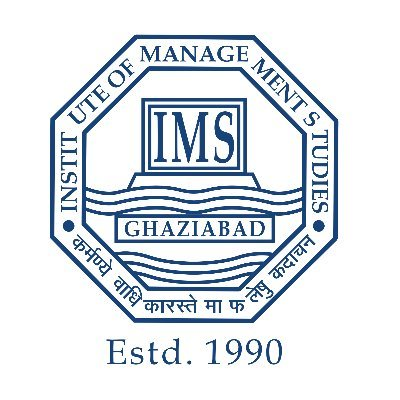 INSTITUTE OF MANAGEMENT STUDIES
IMS
GHAZIABAD
कर्मण्ये वाधिकारस्ते मा फलेषु कदाचन
Estd. 1990